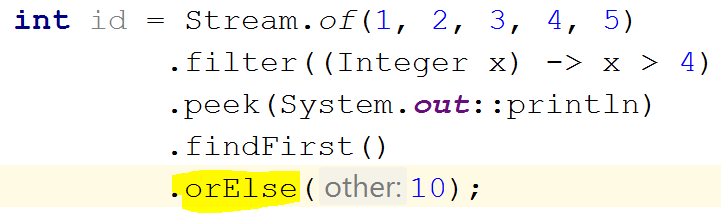 int id = Stream.of(1, 2, 3, 4, 5)
.filter((Integer x) -> x > 4)
.peek(System.out::println)
.findFirst()
.orElse( other: 10);